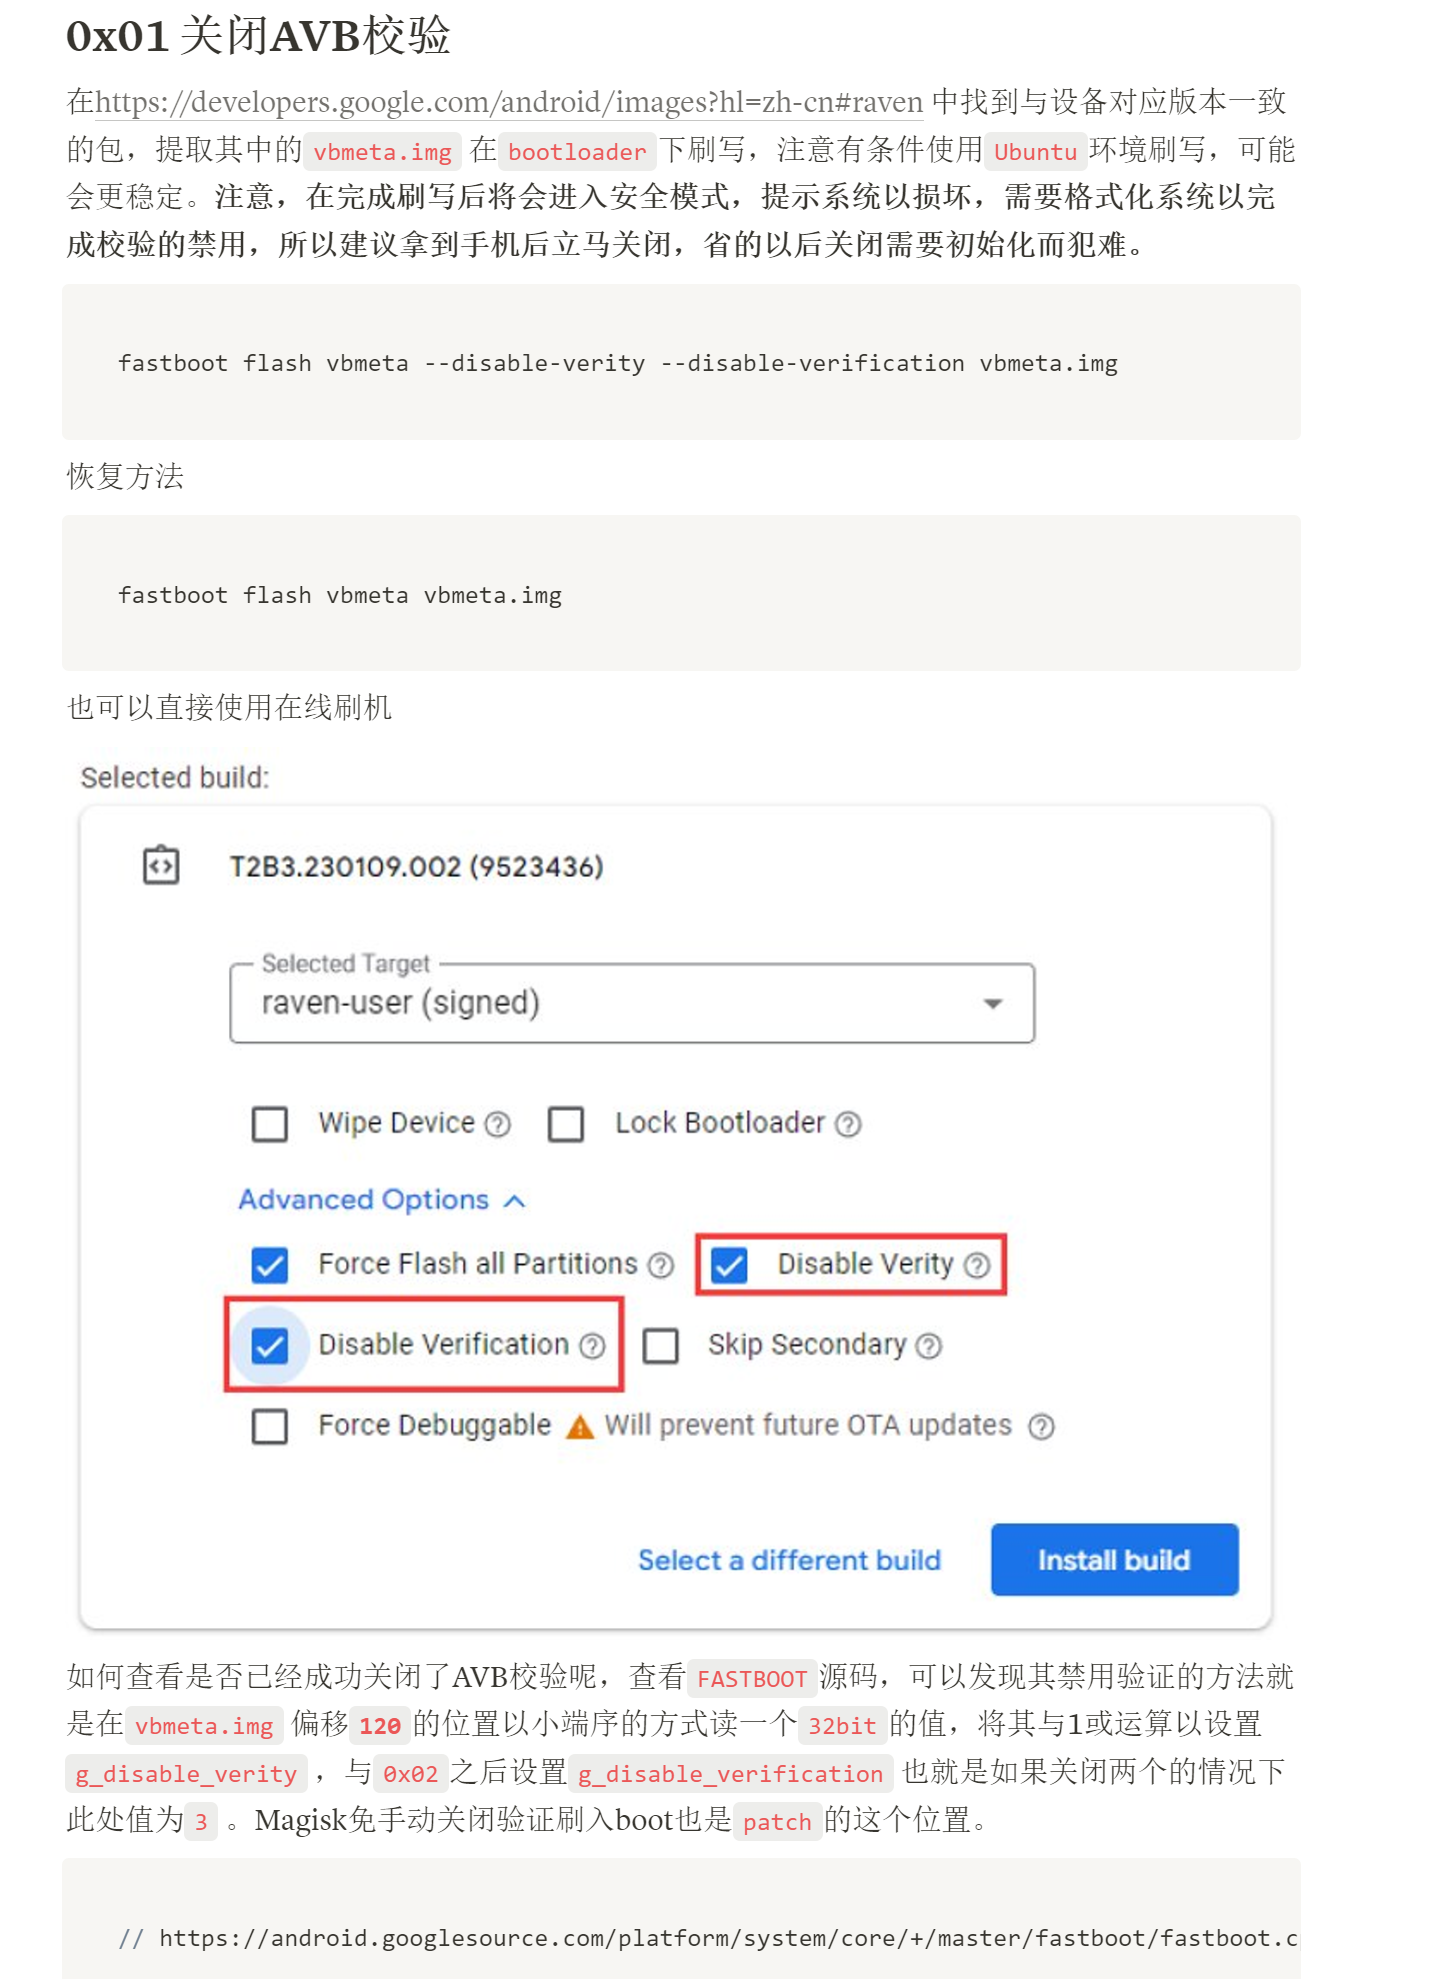 0x01 关闭AVB校验
在https://developers.google.com/android/images?hl=zh-cn#raven 中找到与设备对应版本一致
的包，提取其中的 vbmeta.img 在 bootloader 下刷写，注意有条件使用 Ubuntu 环境刷写，可能
会更稳定。注意，在完成刷写后将会进入安全模式，提示系统以损坏，需要格式化系统以完
成校验的禁用，所以建议拿到手机后立马关闭，省的以后关闭需要初始化而犯难。
fastboot flash vbmeta --disable-verity --disable-verification vbmeta.img
恢复方法
fastboot flash vbmeta vbmeta.img
也可以直接使用在线刷机
Selected build:
T2B3.230109.002 (9523436)
Selected Target
raven-user (signed)
Wipe Device ? Lock Bootloader ?
Advanced Options
Force Flash all Partitions ? Disable Verity ?
Disable Verification ? Skip Secondary ?
Force Debuggable Will prevent future OTA updates ?
Select a different build Install build
如何查看是否已经成功关闭了AVB校验呢，查看 FASTBOOT 源码，可以发现其禁用验证的方法就
是在 vbmeta.img 偏移 120 的位置以小端序的方式读一个 32bit 的值，将其与1或运算以设置
g_disable_verity ，与 0x02 之后设置 g_disable_verification 也就是如果关闭两个的情况下
此处值为 3 。Magisk免手动关闭验证刷入boot也是 patch 的这个位置。
// https://android.googlesource.com/platform/system/core/+/master/fastboot/fastboot.c